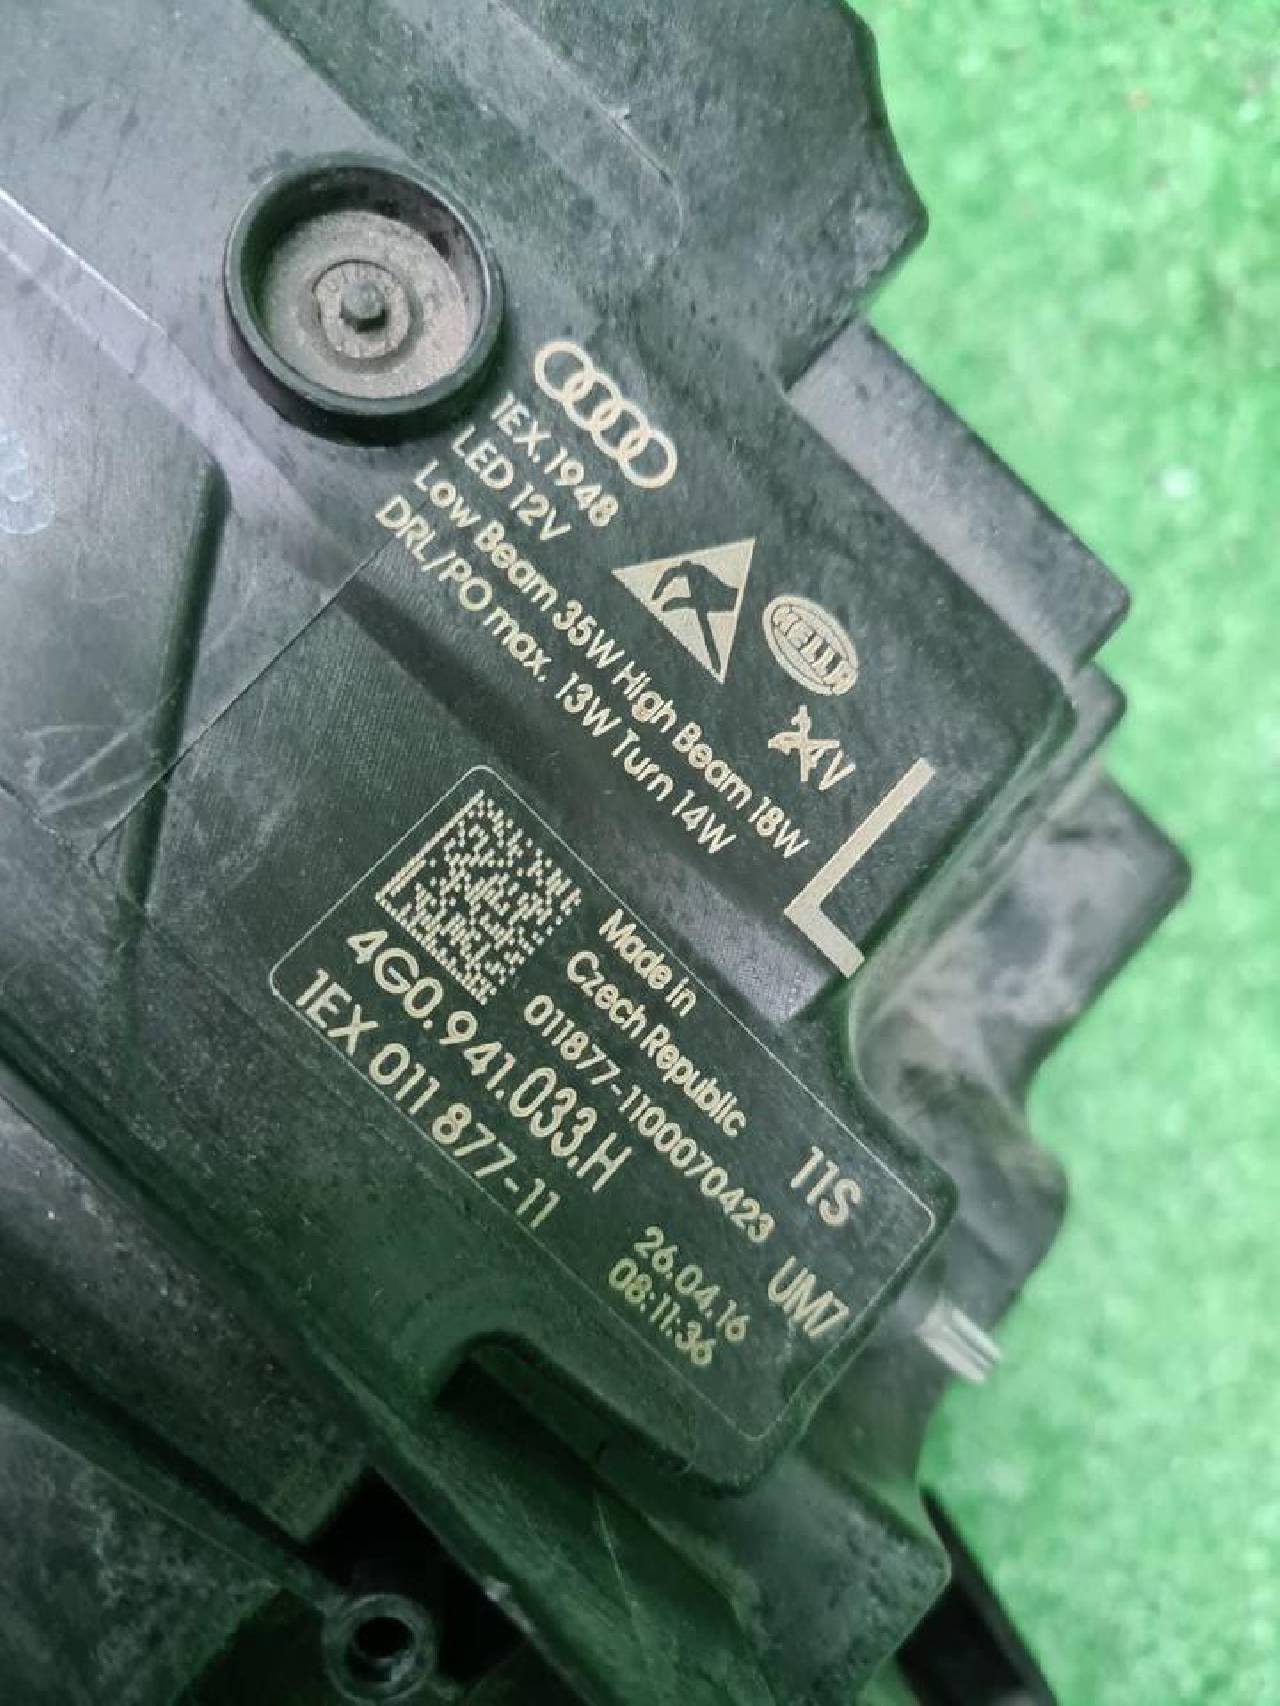 1EX.1948
LED 12V
Low Beam 35W High Beam 18W
DRL/PO max. 13W Turn 14W
HELLA
24V
L
Made in
Czech Republic
011877-1100070423
4G0.941.033.H
1EX 011 877-11
11S
UM7
26.04.16
08:11:36